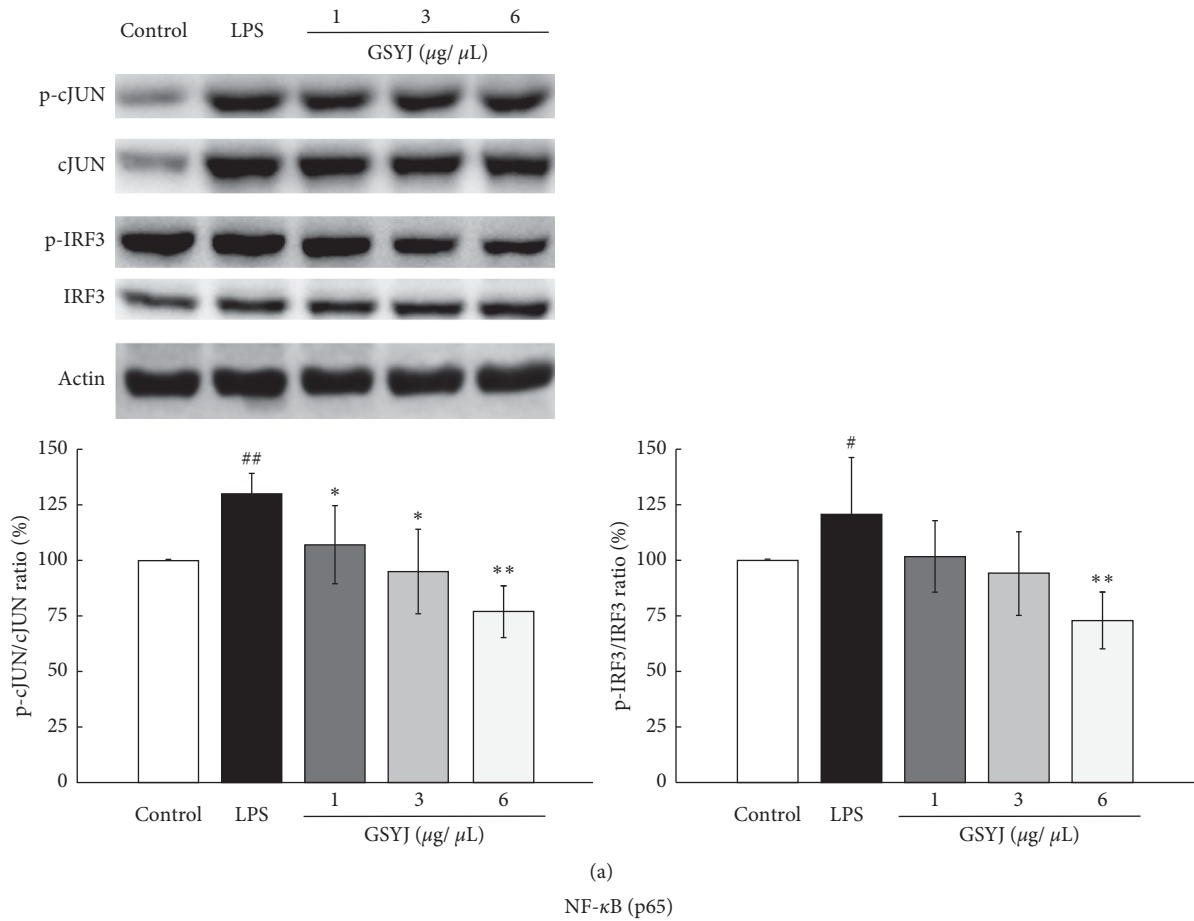 Control LPS 1 3 6
GSYJ (μg/ μL)
p-cJUN
cJUN
p-IRF3
IRF3
Actin
p-cJUN/cJUN ratio (%)
150
125
100
75
50
25
0
##
*
*
**
Control LPS 1 3 6
GSYJ (μg/ μL)
p-IRF3/IRF3 ratio (%)
150
125
100
75
50
25
0
#
**
Control LPS 1 3 6
GSYJ (μg/ μL)
(a)
NF-κB (p65)